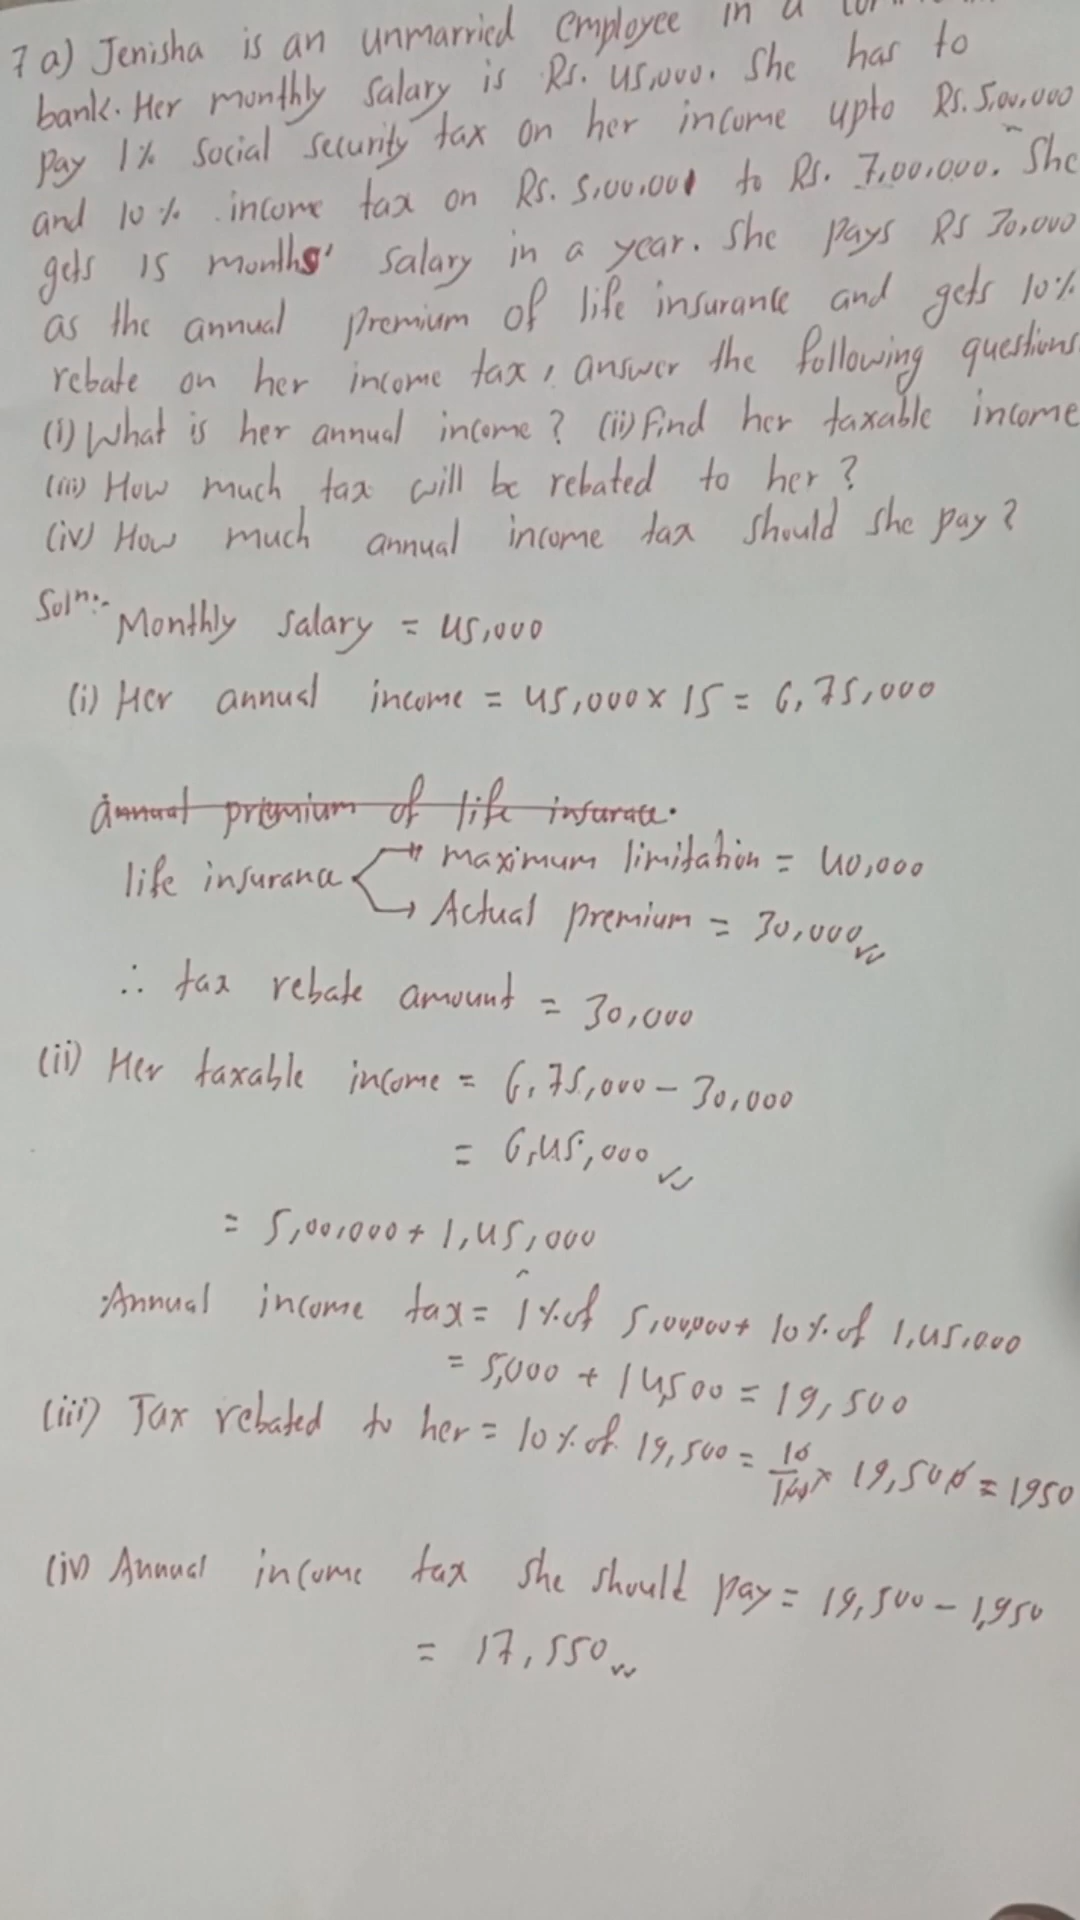 7 a) Jenisha is an unmarried employee in a
bank. Her monthly salary is Rs. 45,000. She has to
pay 1% social security tax on her income upto Rs. 5,00,000
and 10% income tax on Rs. 5,00,001 to Rs. 7,00,000. She
gets 15 months' salary in a year. She pays RS 30,000
as the annual premium of life insurance and gets 10%
rebate on her income tax, answer the following questions.
(i) What is her annual income? (ii) Find her taxable income
(iii) How much tax will be rebated to her?
(iv) How much annual income tax should she pay?
Soln:-
Monthly salary = 45,000
(i) Her annual income = 45,000 x 15 = 6,75,000
annual primium of life insurace.
life insurance → maximum limitation = 40,000
→ Actual premium = 30,000
∴ tax rebate amount = 30,000
(ii) Her taxable income = 6,75,000 - 30,000
= 6,45,000
= 5,00,000 + 1,45,000
Annual income tax = 1% of 5,00,000 + 10% of 1,45,000
= 5,000 + 14,500 = 19,500
(iii) Tax rebated to her = 10% of 19,500 = 10/100 x 19,500 = 1950
(iv) Annual income tax she should pay = 19,500 - 1,950
= 17,550